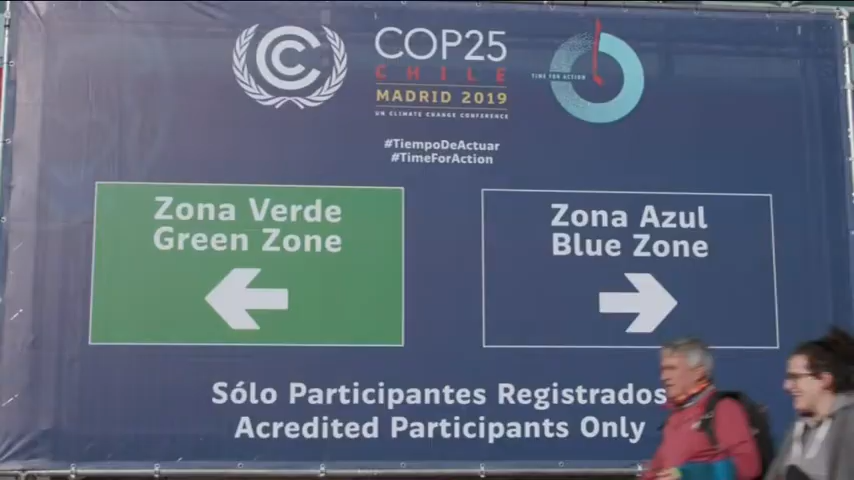 COP25
CHILE
MADRID 2019
UN CLIMATE CHANGE CONFERENCE
TIME FOR ACTION
#TiempoDeActuar
#TimeForAction
Zona Verde
Green Zone
Zona Azul
Blue Zone
Sólo Participantes Registrados
Acredited Participants Only